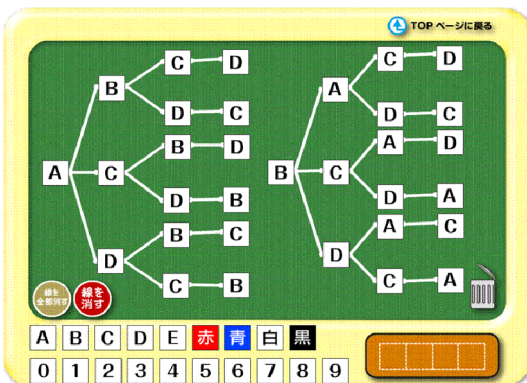 TOP ページに戻る
C D C D
B A
D C D C
B D A D
A C B C
D B D A
B C A C
D D
C B C A
線を全部消す
線を消す
A B C D E 赤 青 白 黒
0 1 2 3 4 5 6 7 8 9